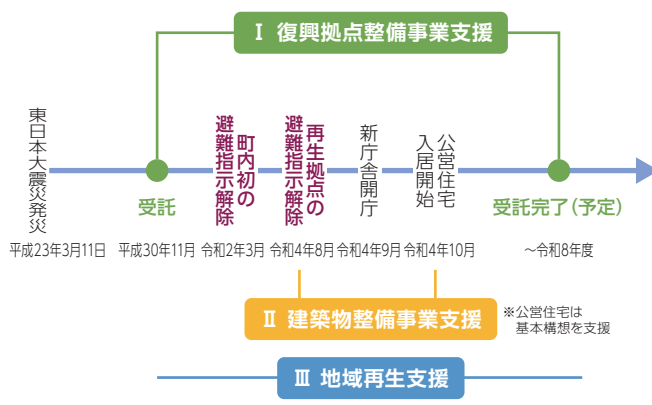 Ⅰ 復興拠点整備事業支援
東日本大震災発災
受託
町内初の
避難指示解除
再生拠点の
避難指示解除
新庁舎開庁
公営住宅
入居開始
受託完了(予定)
平成23年3月11日
平成30年11月
令和2年3月
令和4年8月
令和4年9月
令和4年10月
～令和8年度
Ⅱ 建築物整備事業支援
※公営住宅は
基本構想を支援
Ⅲ 地域再生支援